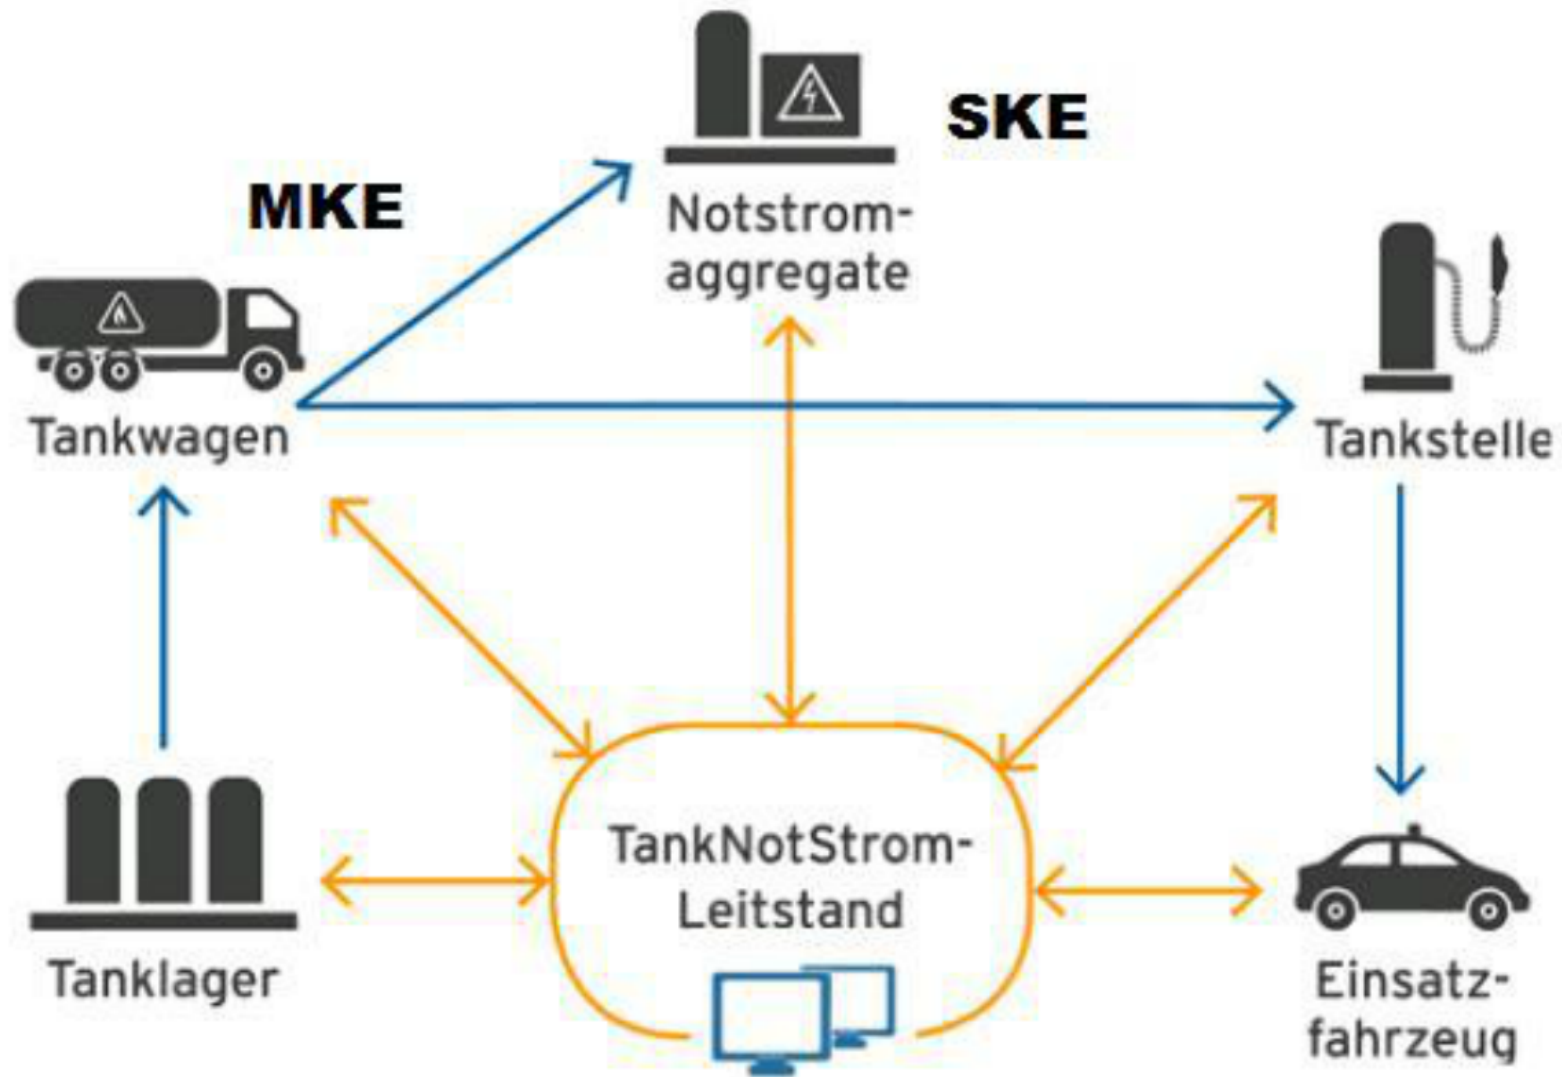 SKE
MKE
Notstrom-
aggregate
Tankwagen
Tankstelle
TankNotStrom-
Leitstand
Tanklager
Einsatz-
fahrzeug